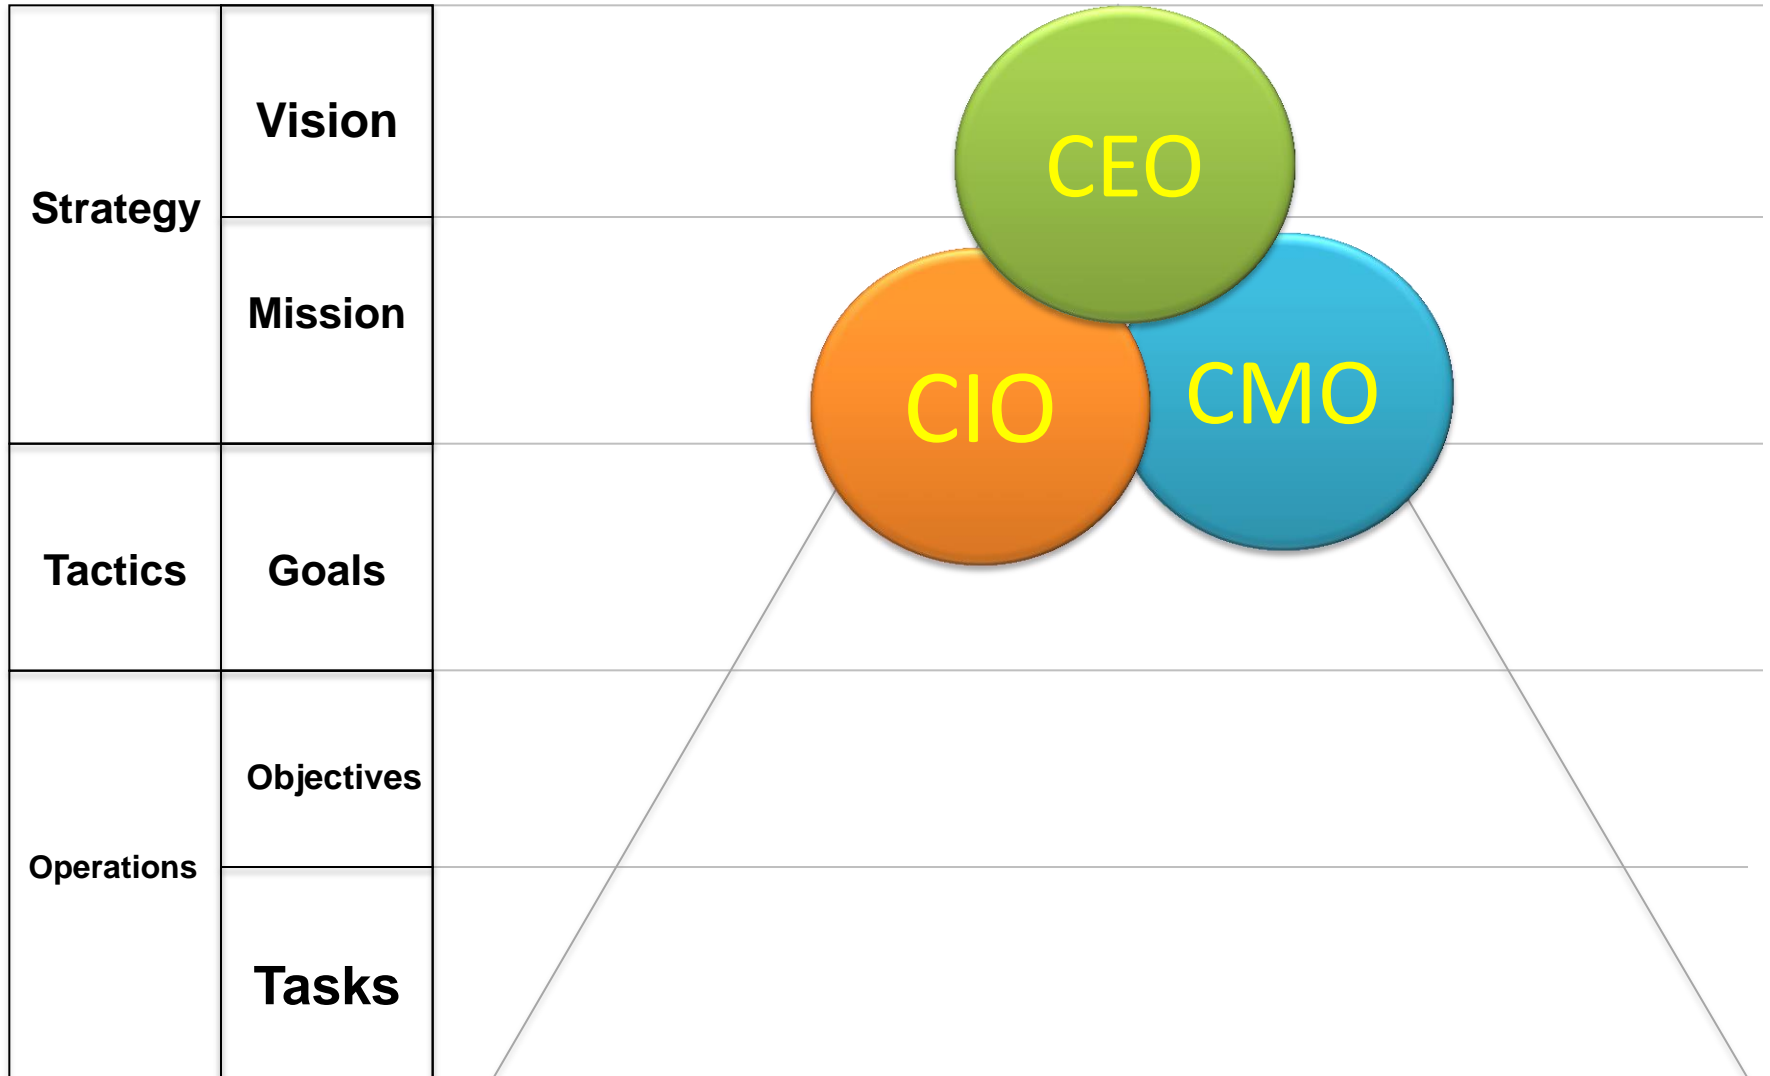 Strategy
Vision
Mission
Tactics
Goals
Operations
Objectives
Tasks
CEO
CIO
CMO